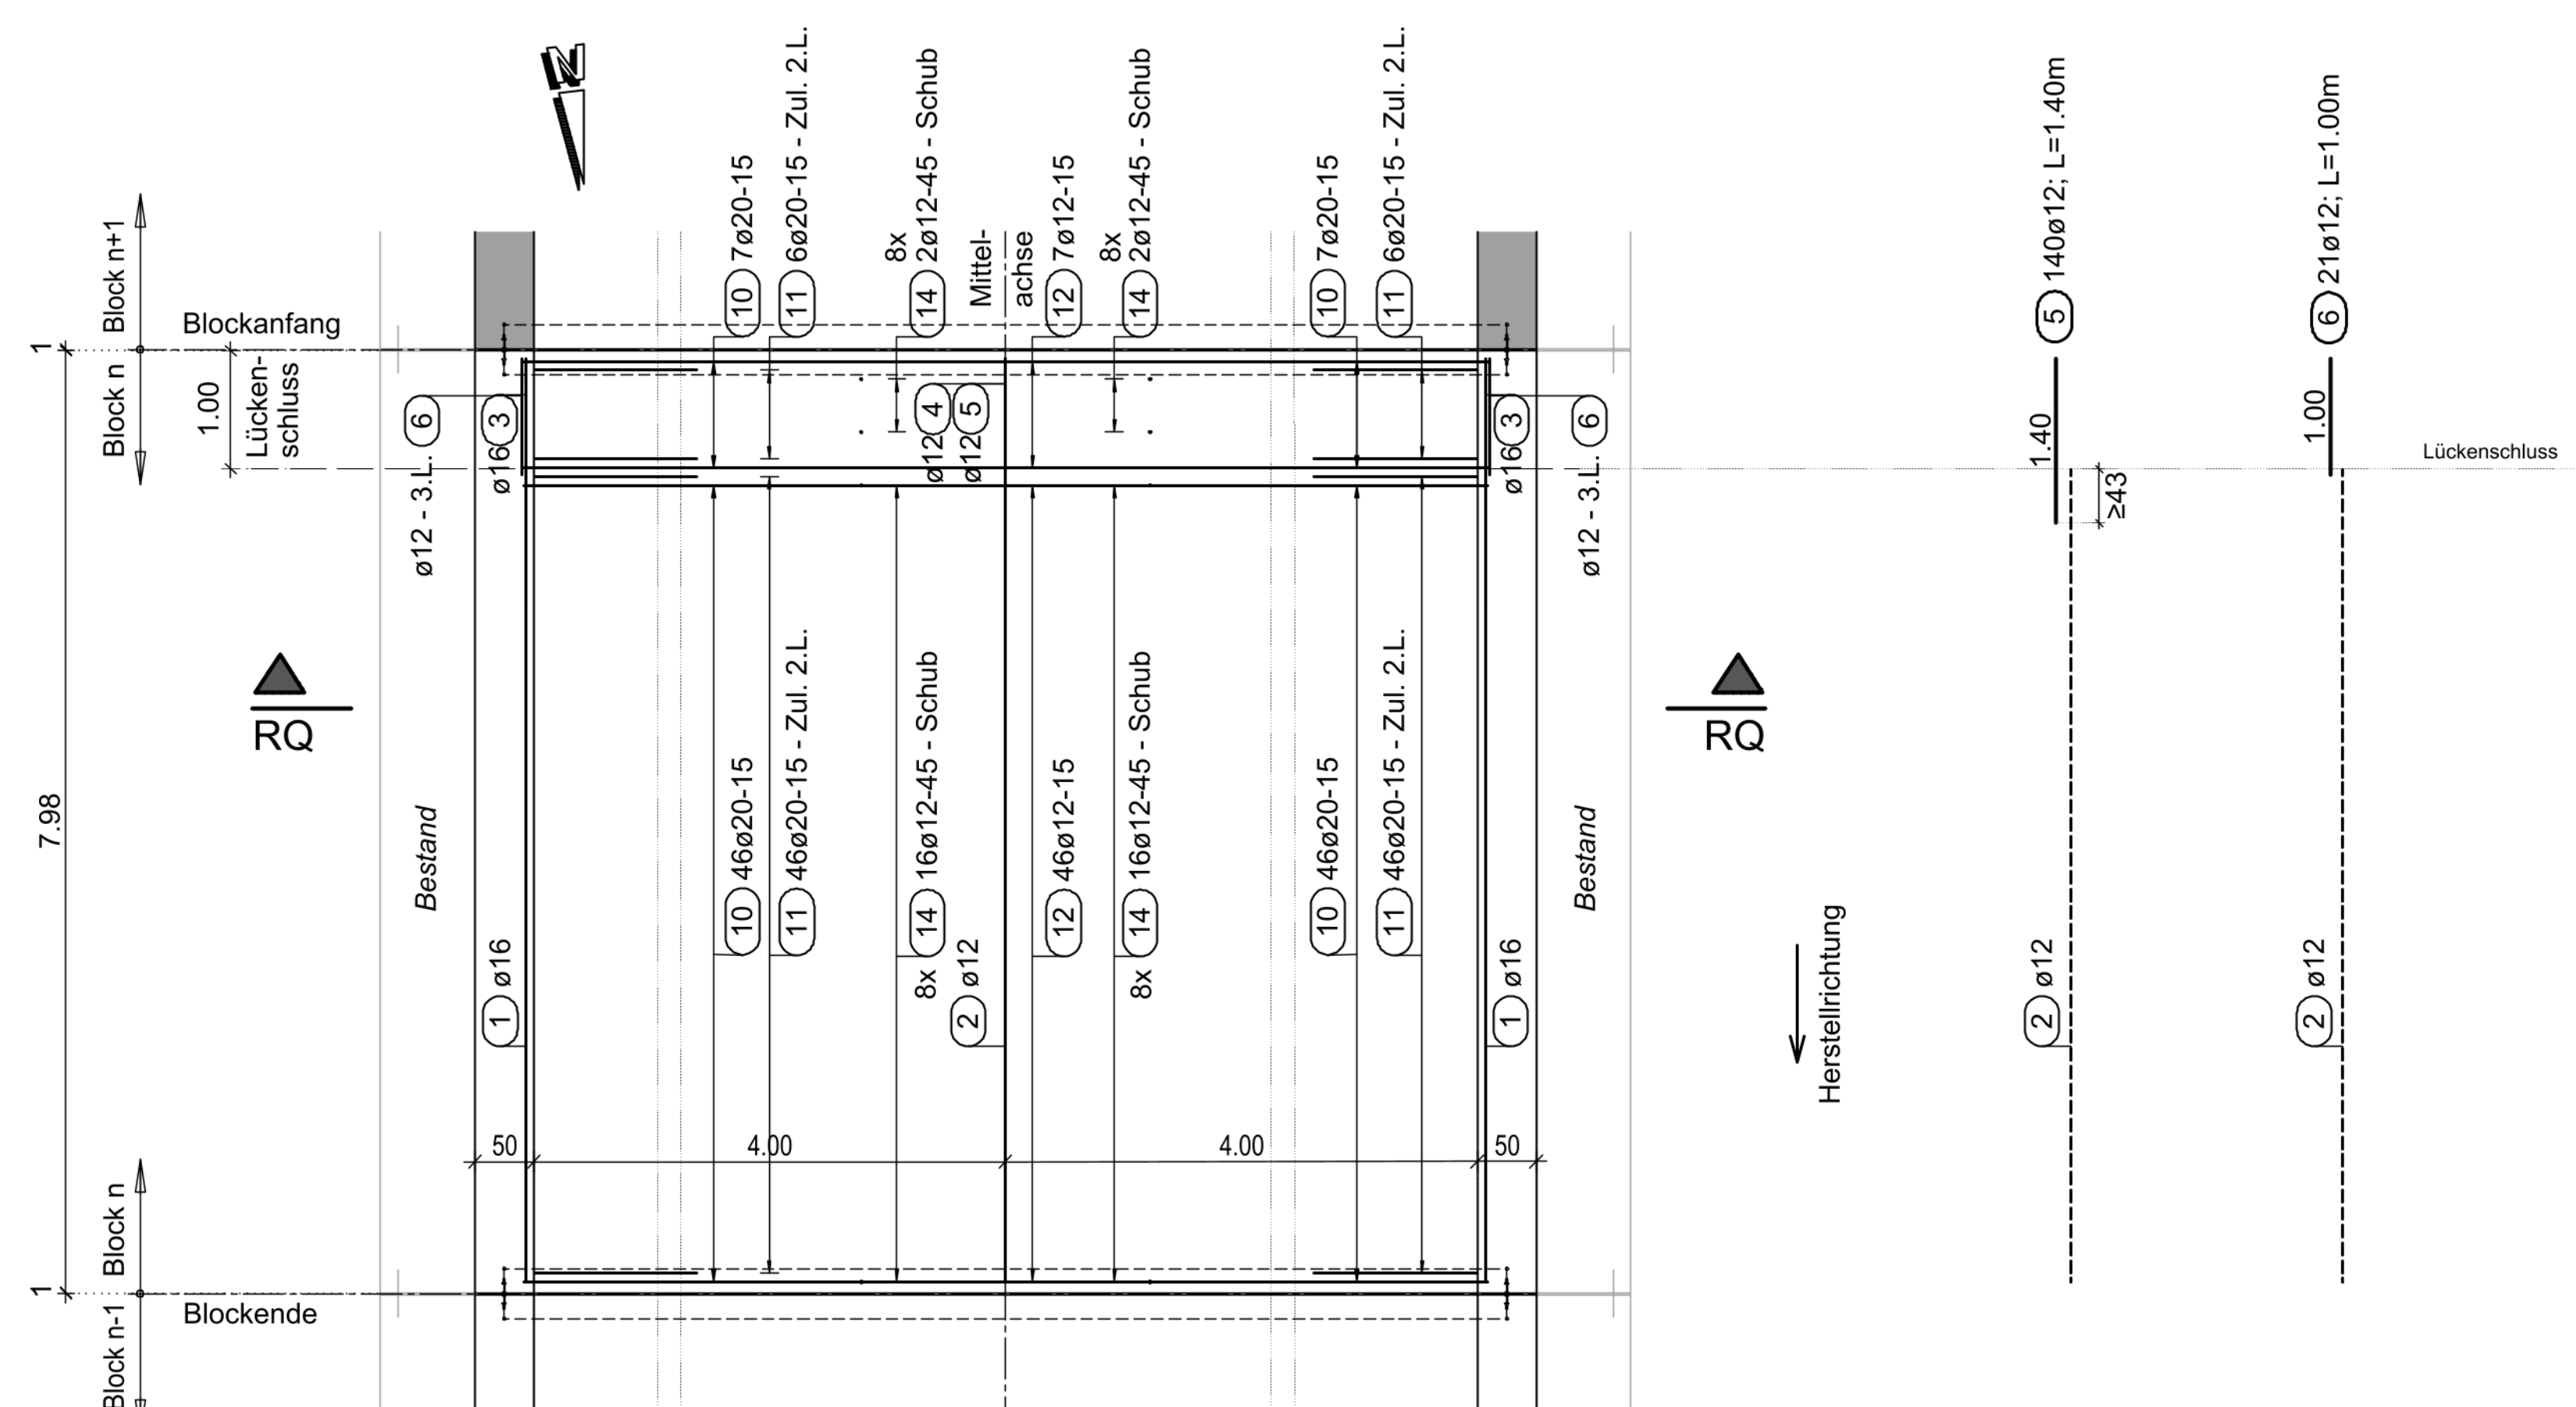 N
Block n+1
Block n
1
Blockanfang
1.00
Lücken-
schluss
7.98
1
Block n
Block n-1
Blockende
6
ø12 - 3.L.
3
ø16
10 7ø20-15
11 6ø20-15 - Zul. 2.L.
8x
14 2ø12-45 - Schub
Mittel-
achse
12 7ø12-15
8x
14 2ø12-45 - Schub
10 7ø20-15
11 6ø20-15 - Zul. 2.L.
4
ø12
5
ø12
3
ø16
6
ø12 - 3.L.
RQ
RQ
Bestand
Bestand
1 ø16
10 46ø20-15
11 46ø20-15 - Zul. 2.L.
14 16ø12-45 - Schub
8x
2 ø12
12 46ø12-15
14 16ø12-45 - Schub
8x
10 46ø20-15
11 46ø20-15 - Zul. 2.L.
1 ø16
50
4.00
4.00
50
Herstellrichtung
5 140ø12; L=1.40m
1.40
≥43
2 ø12
6 21ø12; L=1.00m
1.00
Lückenschluss
2 ø12